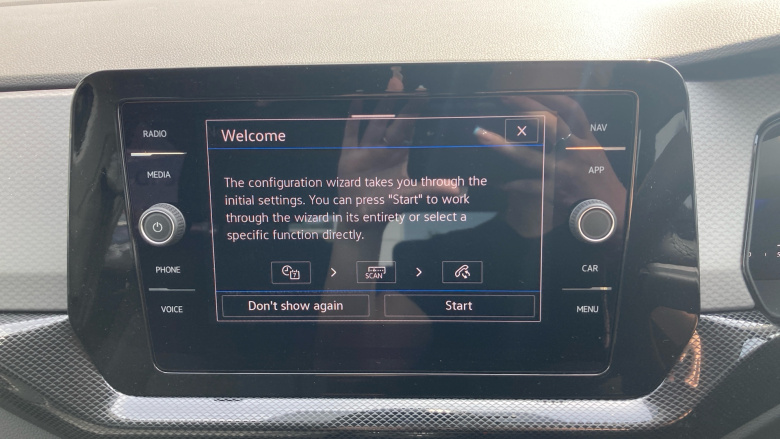 RADIO
MEDIA
PHONE
VOICE
Welcome
The configuration wizard takes you through the
initial settings. You can press "Start" to work
through the wizard in its entirety or select a
specific function directly.
7
SCAN
Don't show again
Start
NAV
APP
CAR
MENU